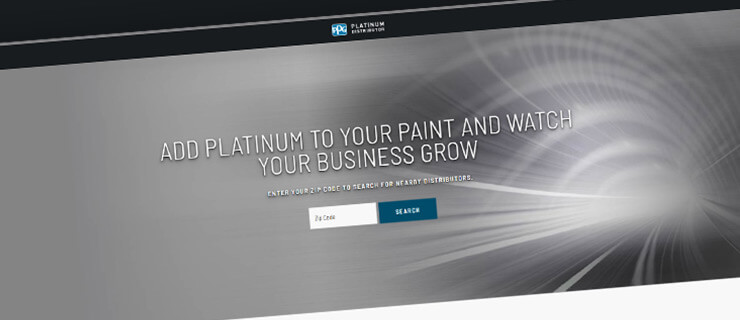 PPG PLATINUM
DISTRIBUTOR
ADD PLATINUM TO YOUR PAINT AND WATCH
YOUR BUSINESS GROW
ENTER YOUR ZIP CODE TO SEARCH FOR NEARBY DISTRIBUTORS.
Zip Code
SEARCH